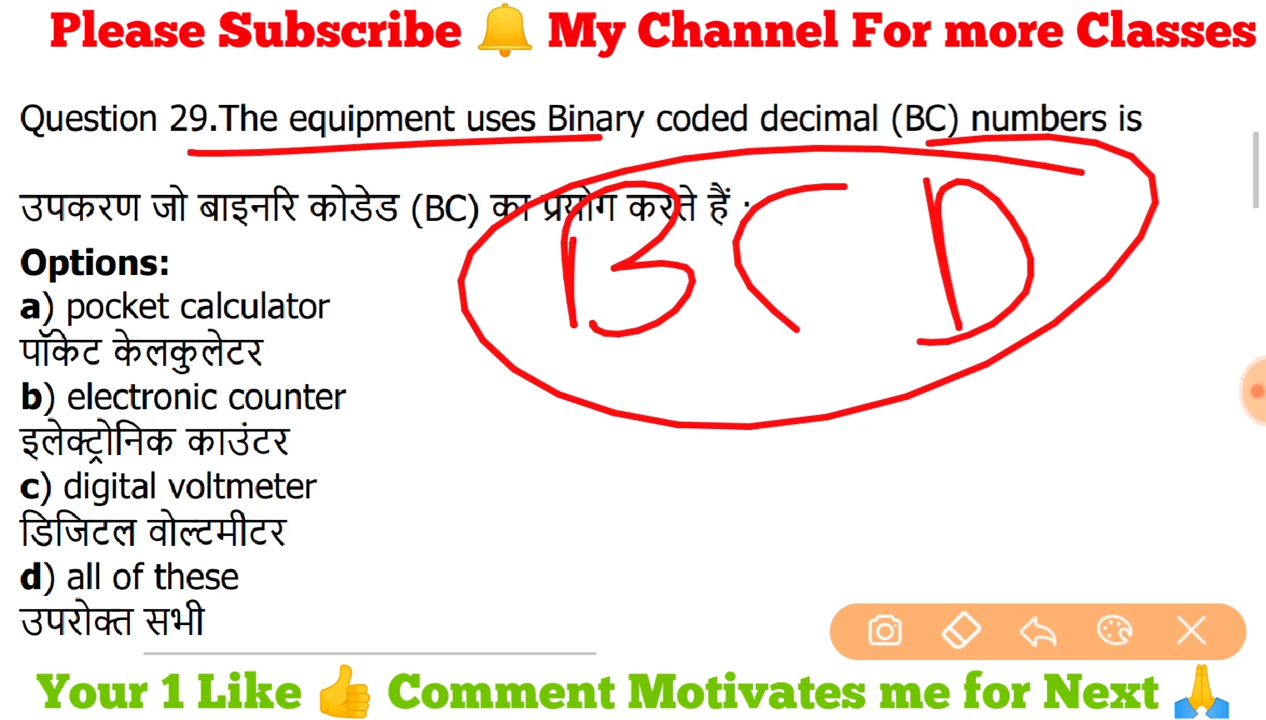 Please Subscribe 🔔 My Channel For more Classes
Question 29.The equipment uses Binary coded decimal (BC) numbers is
उपकरण जो बाइनरि कोडेड (BC) का प्रयोग करते हैं :
BCD
Options:
a) pocket calculator
पॉकेट केलकुलेटर
b) electronic counter
इलेक्ट्रोनिक काउंटर
c) digital voltmeter
डिजिटल वोल्टमीटर
d) all of these
उपरोक्त सभी
Your 1 Like 👍 Comment Motivates me for Next 🙏